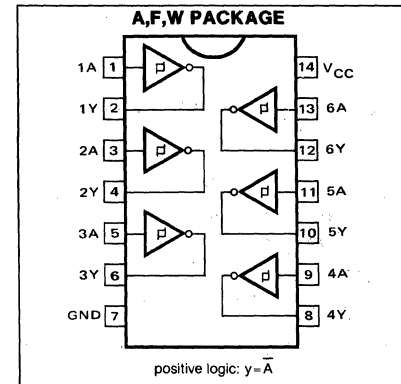 A,F,W PACKAGE
1A 1 14 VCC
1Y 2 13 6A
2A 3 12 6Y
2Y 4 11 5A
3A 5 10 5Y
3Y 6 9 4A
GND 7 8 4Y
positive logic: y=A̅